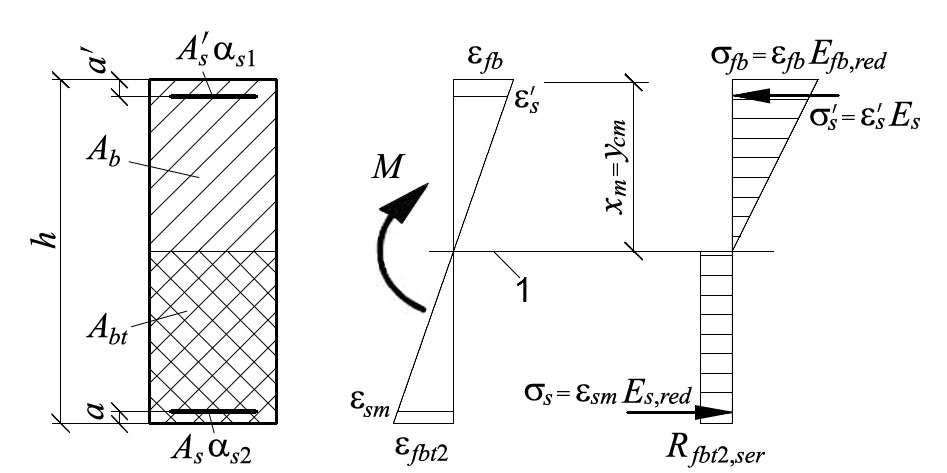 a'
A's αs1
εfb
σfb = εfb Efb,red
ε's
σ's = ε's Es
Ab
M
xm = ycm
h
1
Abt
a
εsm
σs = εsm Es,red
As αs2
εfbt2
Rfbt2,ser